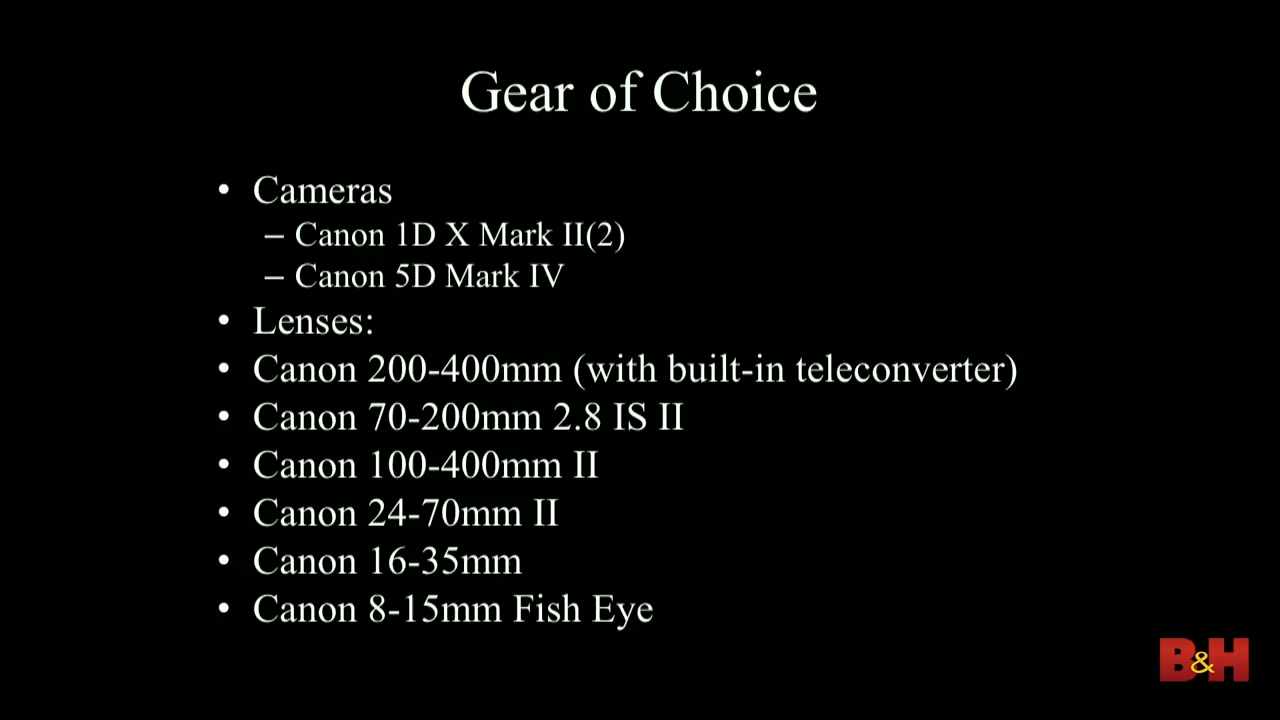 Gear of Choice
• Cameras
– Canon 1D X Mark II(2)
– Canon 5D Mark IV
• Lenses:
• Canon 200-400mm (with built-in teleconverter)
• Canon 70-200mm 2.8 IS II
• Canon 100-400mm II
• Canon 24-70mm II
• Canon 16-35mm
• Canon 8-15mm Fish Eye
B&H